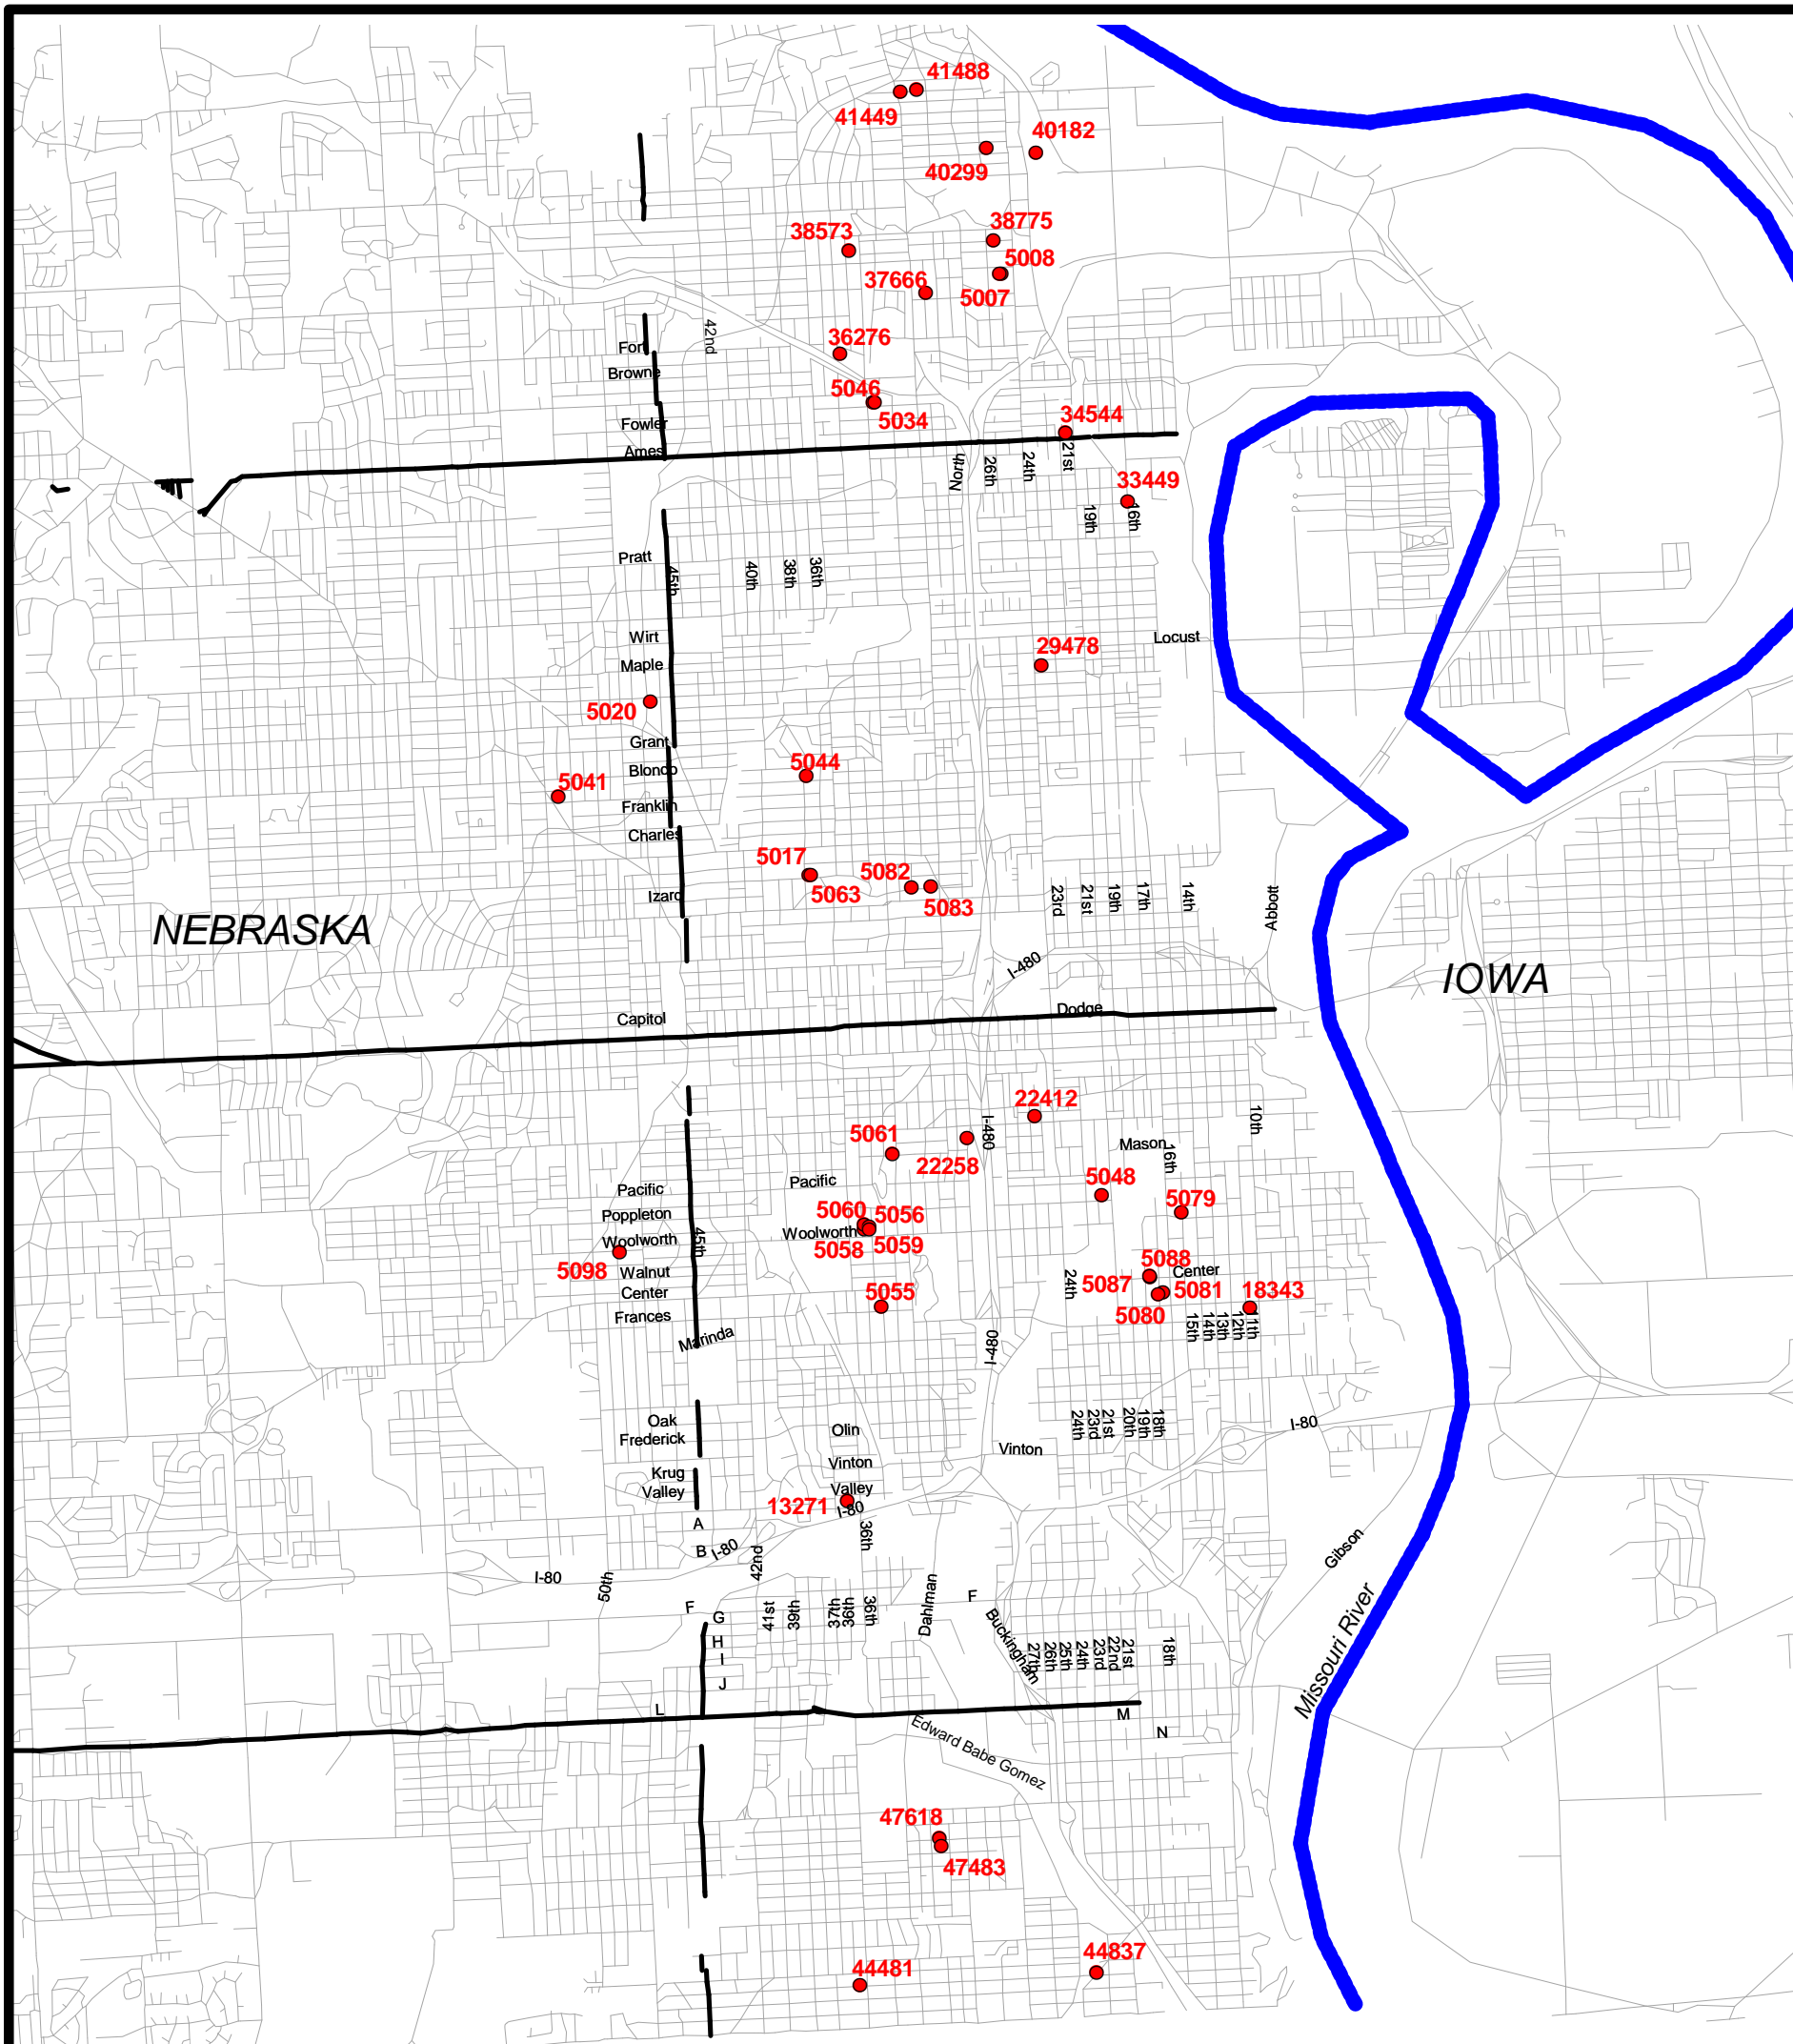 41488
41449
40182
40299
38775
38573
5008
37666
5007
42nd
36276
Fort
Browne
5046
5034
34544
Fowler
Ames
21st
North
26th
24th
33449
19th
16th
Pratt
45th
40th
38th
36th
Wirt
Locust
Maple
29478
5020
Grant
5044
Blondo
5041
Franklin
Charles
5017
5082
5063
5083
Izard
23rd
21st
19th
17th
14th
Abbott
NEBRASKA
I-480
IOWA
Dodge
Capitol
22412
10th
I-480
5061
22258
Mason
16th
5048
Pacific
Pacific
5079
Poppleton
5060
5056
Woolworth
Woolworth
45th
5058
5059
5098
Walnut
5088
Center
24th
5087
5081
18343
Center
5055
5080
Frances
15th
14th
13th
12th
11th
Marinda
I-480
Oak
Olin
24th
23rd
21st
20th
19th
18th
I-80
Frederick
Vinton
Vinton
Krug
Valley
Valley
13271
I-80
A
36th
B
I-80
42nd
Gibson
I-80
50th
F
G
41st
39th
37th
36th
36th
Dahlman
F
Buckingham
H
I
J
27th
26th
25th
24th
23rd
22nd
21st
18th
Missouri River
L
M
N
Edward Babe Gomez
47618
47483
44837
44481